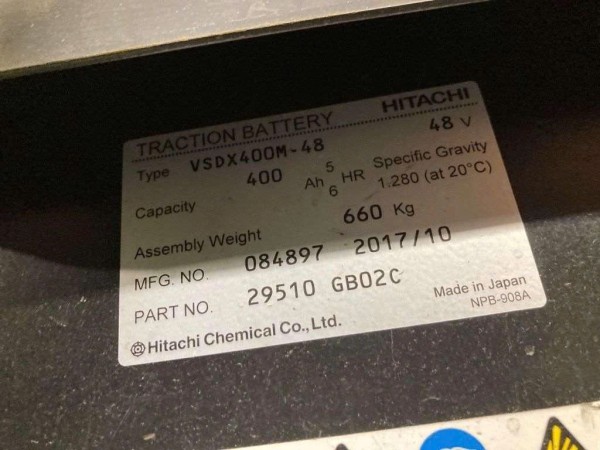 TRACTION BATTERY HITACHI
Type VSDX400M-48 48 V
Capacity 400 Ah 5 6 HR Specific Gravity 1.280 (at 20°C)
Assembly Weight 660 Kg
MFG. NO. 084897 2017/10
PART NO. 29510 GB02C
Made in Japan
Hitachi Chemical Co., Ltd. NPB-908A